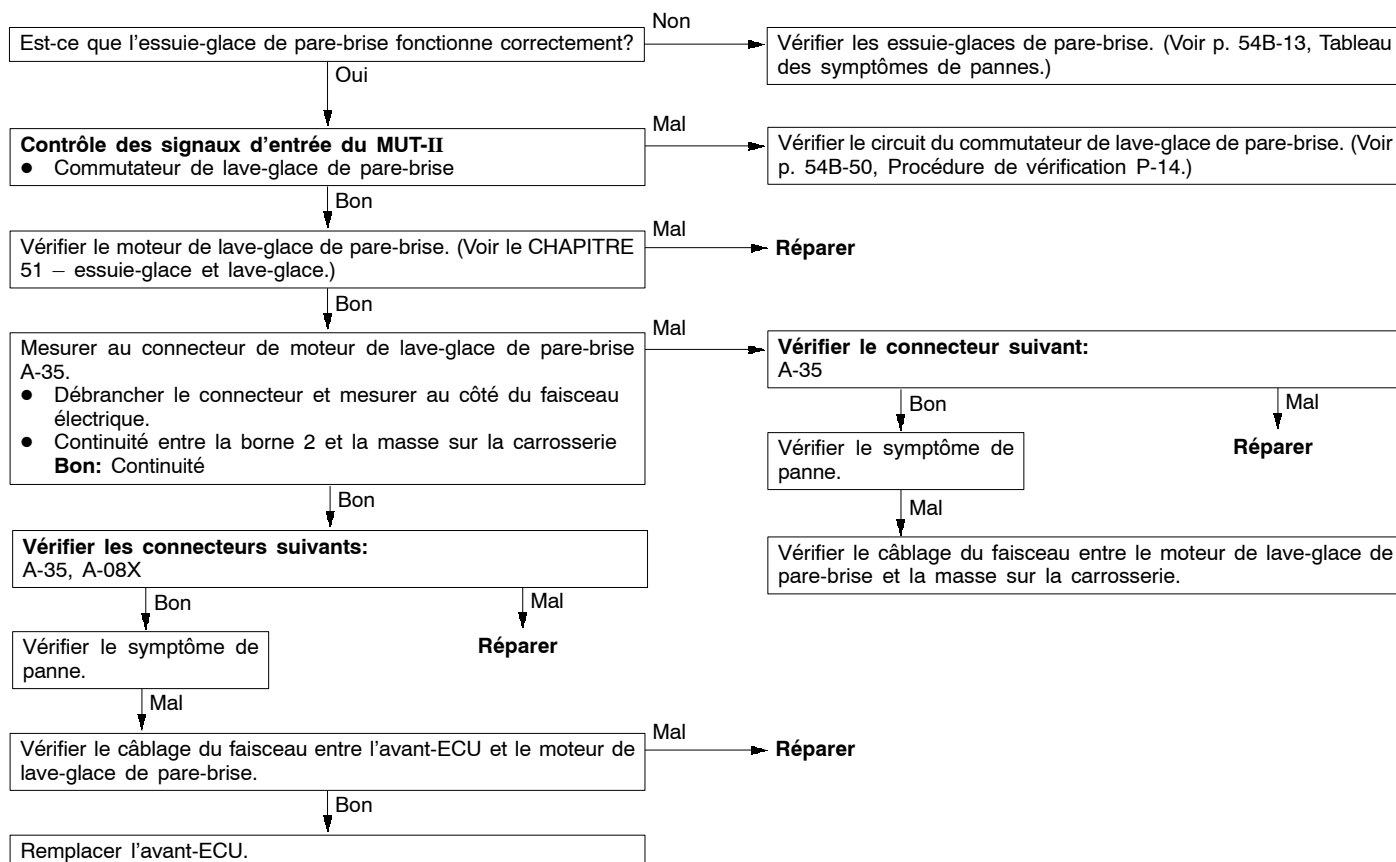 Est-ce que l'essuie-glace de pare-brise fonctionne correctement?
Non
Vérifier les essuie-glaces de pare-brise. (Voir p. 54B-13, Tableau
des symptômes de pannes.)
Oui
Contrôle des signaux d'entrée du MUT-II
● Commutateur de lave-glace de pare-brise
Mal
Vérifier le circuit du commutateur de lave-glace de pare-brise. (Voir
p. 54B-50, Procédure de vérification P-14.)
Bon
Vérifier le moteur de lave-glace de pare-brise. (Voir le CHAPITRE
51 – essuie-glace et lave-glace.)
Mal
Réparer
Bon
Mesurer au connecteur de moteur de lave-glace de pare-brise
A-35.
● Débrancher le connecteur et mesurer au côté du faisceau
électrique.
● Continuité entre la borne 2 et la masse sur la carrosserie
Bon: Continuité
Mal
Vérifier le connecteur suivant:
A-35
Bon
Mal
Vérifier le symptôme de
panne.
Réparer
Mal
Vérifier le câblage du faisceau entre le moteur de lave-glace de
pare-brise et la masse sur la carrosserie.
Bon
Vérifier les connecteurs suivants:
A-35, A-08X
Bon
Mal
Vérifier le symptôme de
panne.
Réparer
Mal
Vérifier le câblage du faisceau entre l'avant-ECU et le moteur de
lave-glace de pare-brise.
Mal
Réparer
Bon
Remplacer l'avant-ECU.